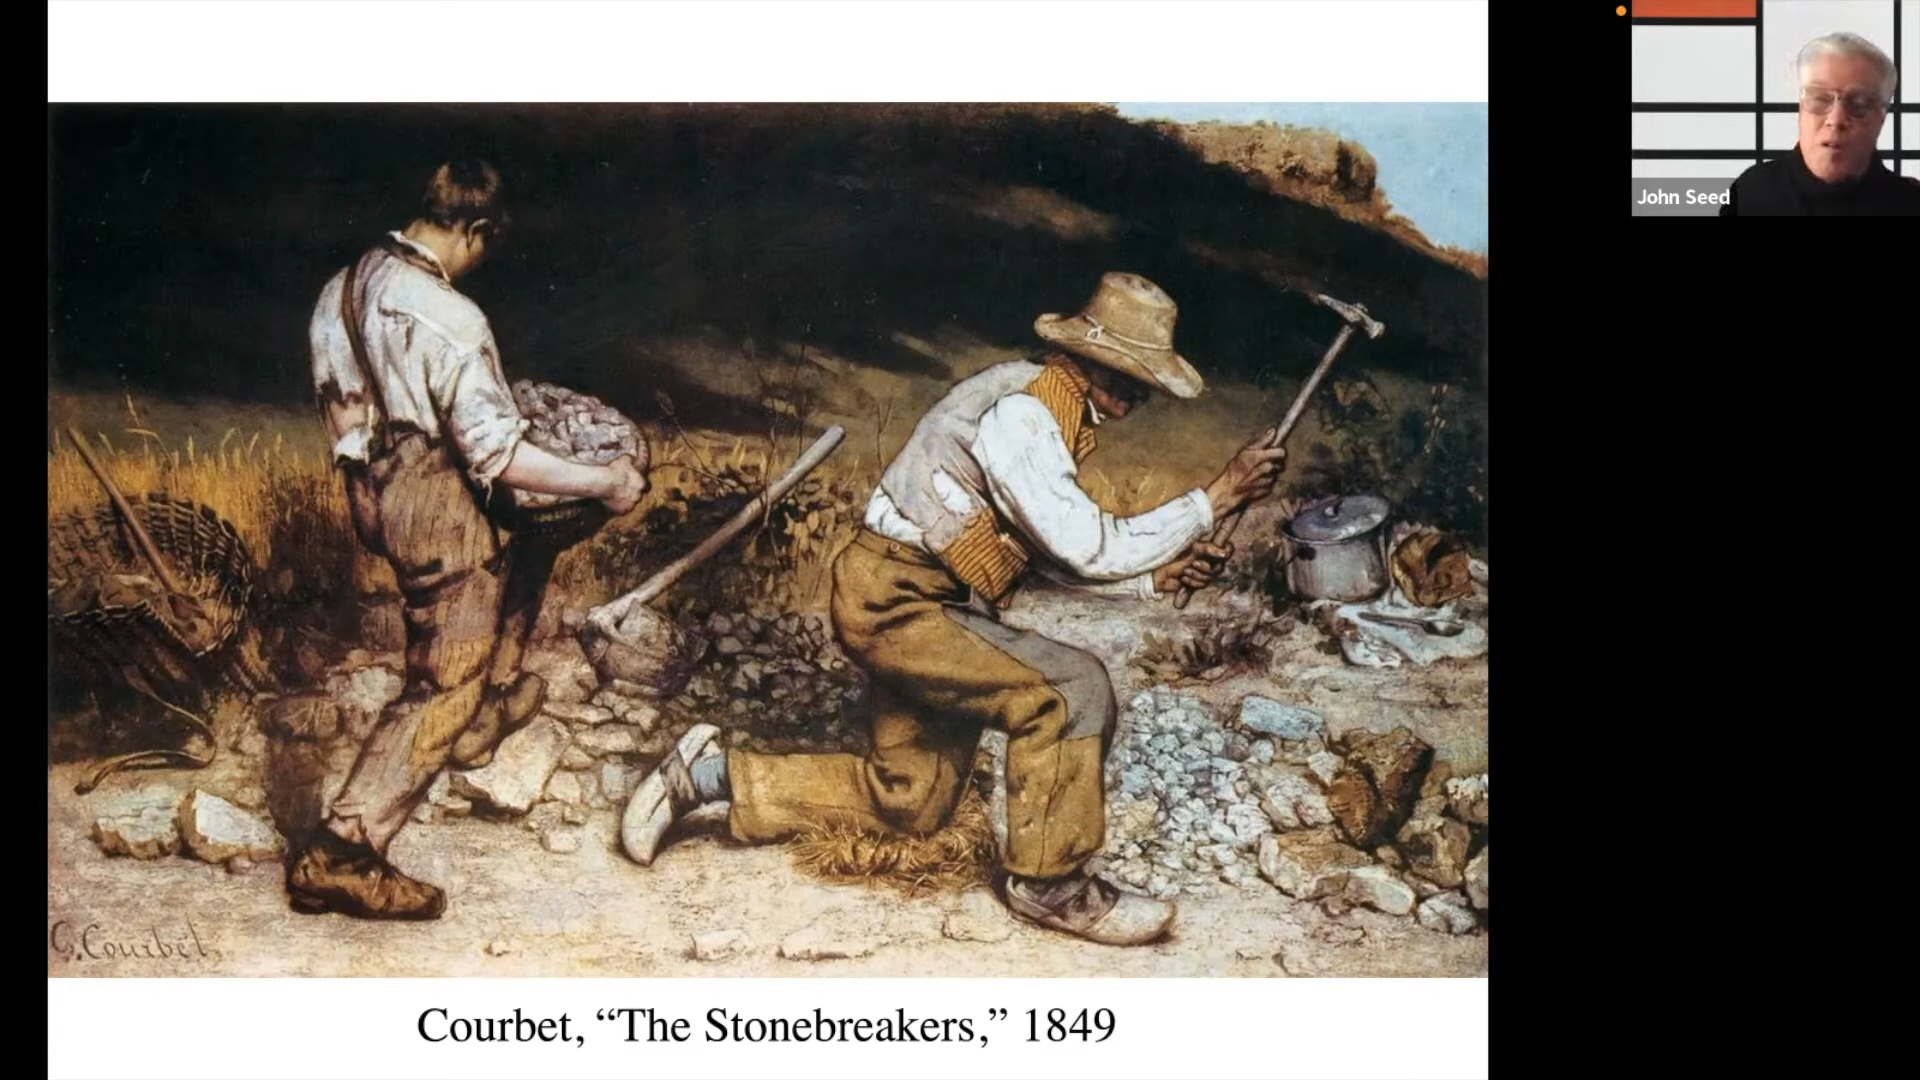 John Seed
G. Courbet.
Courbet, “The Stonebreakers,” 1849